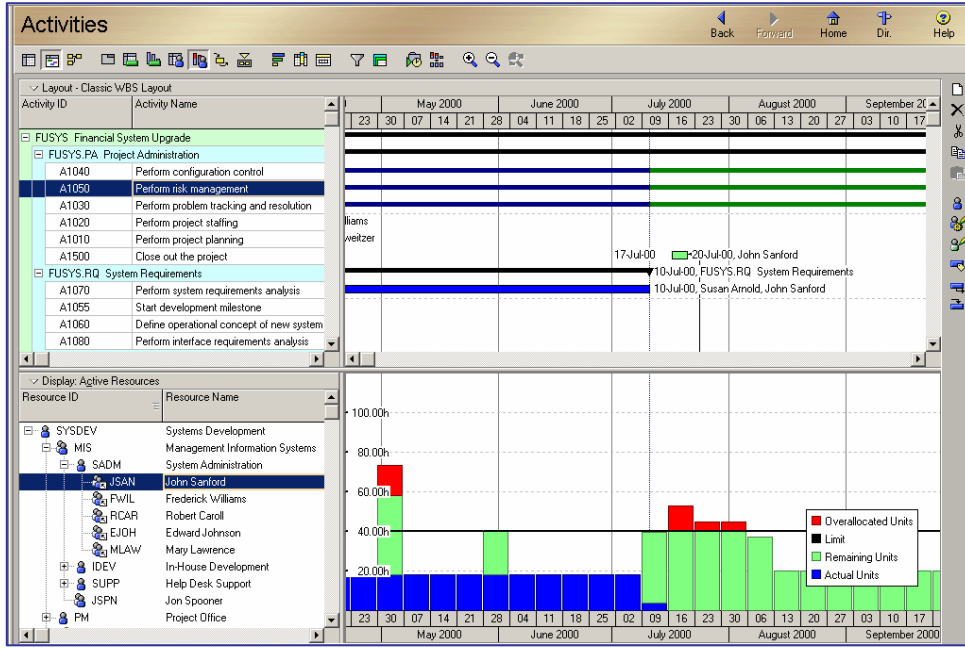 Activities
Back Forward Home Dir. Help
Layout - Classic WBS Layout
Activity ID Activity Name
May 2000 June 2000 July 2000 August 2000
23 30 07 14 21 28 04 11 18 25 02 09 16 23 30 06 13 20 27 03 10 17
FUSYS Financial System Upgrade
FUSYS.PA Project Administration
A1040 Perform configuration control
A1050 Perform risk management
A1030 Perform problem tracking and resolution
A1020 Perform project staffing lliams
A1010 Perform project planning weitzer
A1500 Close out the project 17-Jul-00 20-Jul-00, John Sanford
FUSYS.RQ System Requirements 10-Jul-00, FUSYS.RQ System Requirements
A1070 Perform system requirements analysis 10-Jul-00, Susan Arnold, John Sanford
A1055 Start development milestone
A1060 Define operational concept of new system
A1080 Perform interface requirements analysis
Display: Active Resources
Resource ID Resource Name
100.00h
SYSDEV Systems Development
MIS Management Information Systems 80.00h
SADM System Administration
JSAN John Sanford 60.00h
FWIL Frederick Williams
RCAR Robert Caroll Overallocated Units
EJOH Edward Johnson 40.00h Limit
MLAW Mary Lawrence Remaining Units
IDEV In-House Development 20.00h Actual Units
SUPP Help Desk Support
JSPN Jon Spooner
PM Project Office
23 30 07 14 21 28 04 11 18 25 02 09 16 23 30 06 13 20 27 03 10 17
May 2000 June 2000 July 2000 August 2000 September 2000